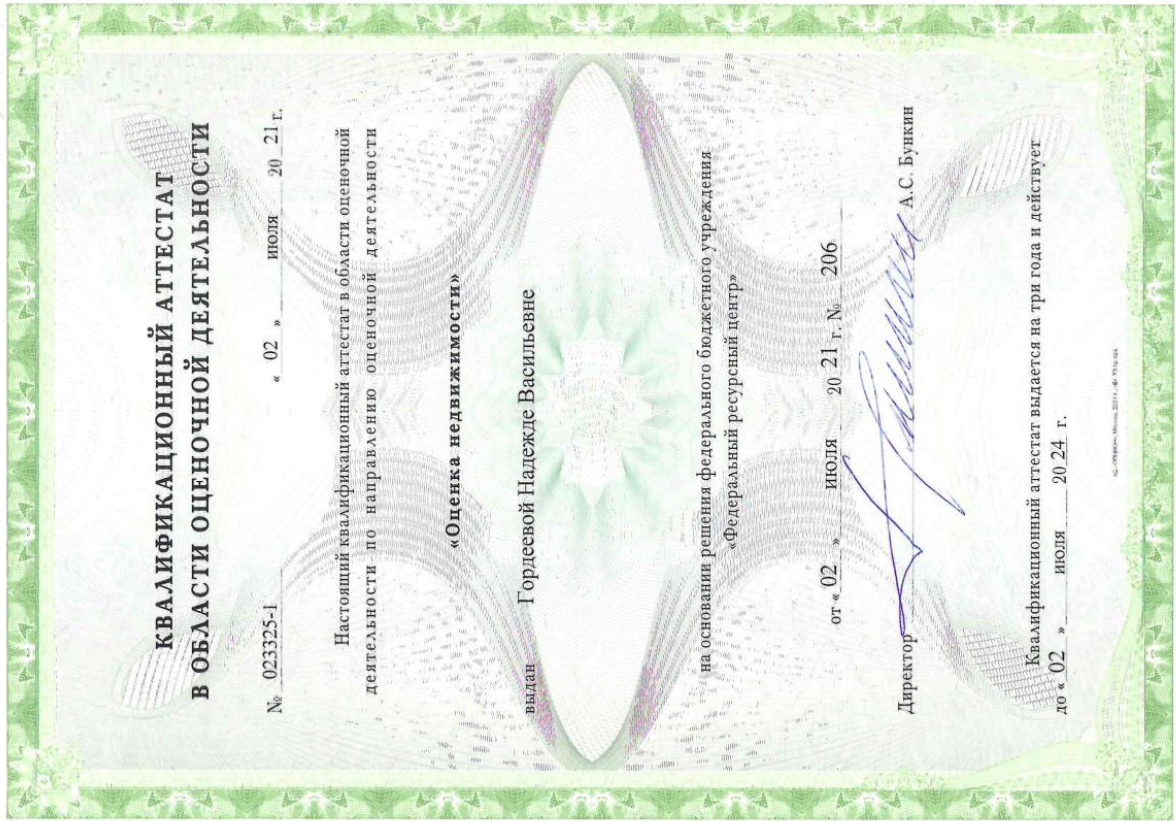 КВАЛИФИКАЦИОННЫЙ АТТЕСТАТ
В ОБЛАСТИ ОЦЕНОЧНОЙ ДЕЯТЕЛЬНОСТИ
№ 023325-1 « 02 » июля 20 21 г.
Настоящий квалификационный аттестат в области оценочной
деятельности по направлению оценочной деятельности
«Оценка недвижимости»
выдан Гордеевой Надежде Васильевне
на основании решения федерального бюджетного учреждения
«Федеральный ресурсный центр»
от « 02 » июля 20 21 г. № 206
Директор А.С. Бункин
Квалификационный аттестат выдается на три года и действует
до « 02 » июля 20 24 г.